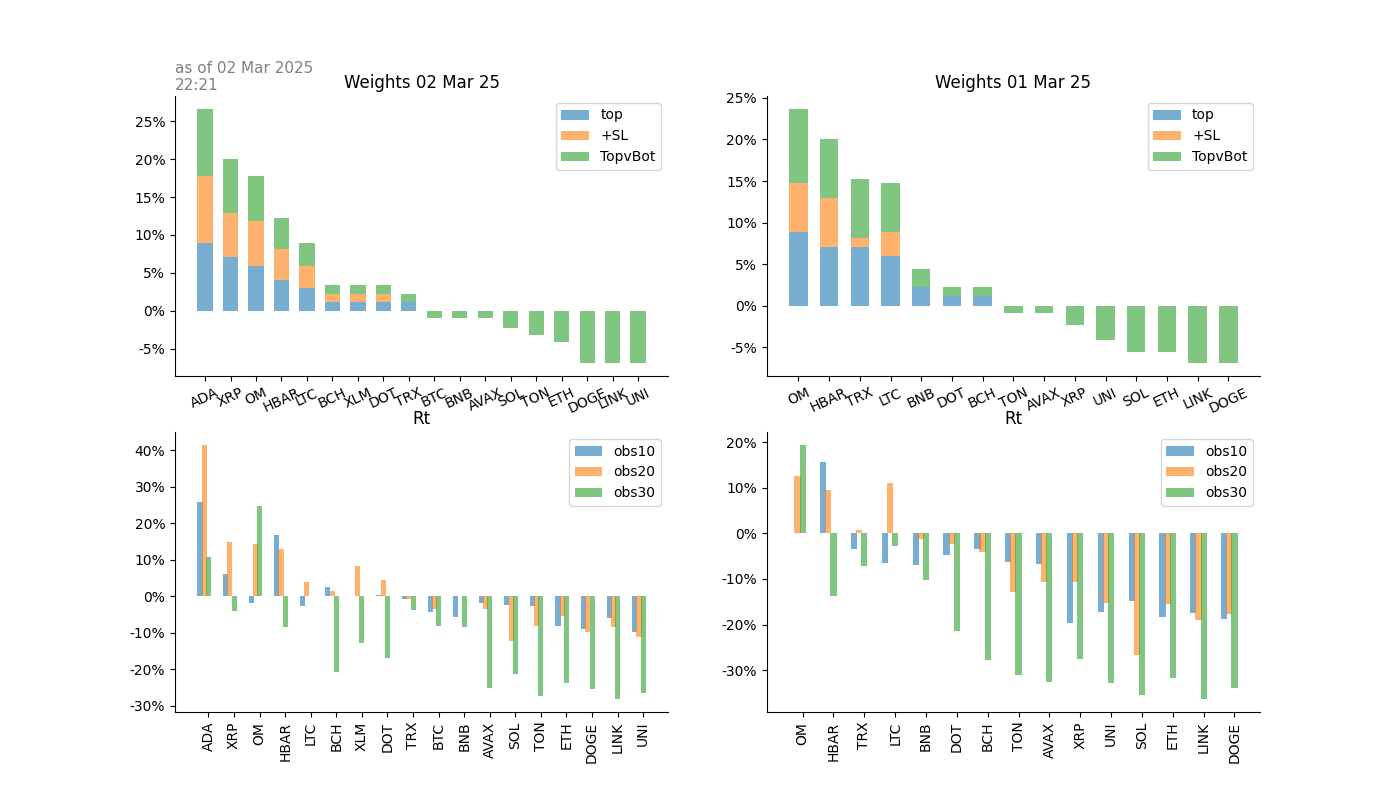 as of 02 Mar 2025
22:21
Weights 02 Mar 25
25%
20%
15%
10%
5%
0%
-5%
top
+SL
TopvBot
ADA XRP OM HBAR LTC BCH XLM DOT TRX BTC BNB AVAX SOL TON ETH DOGE LINK UNI
Weights 01 Mar 25
25%
20%
15%
10%
5%
0%
-5%
top
+SL
TopvBot
OM HBAR TRX LTC BNB DOT BCH TON AVAX XRP UNI SOL ETH LINK DOGE
Rt
40%
30%
20%
10%
0%
-10%
-20%
-30%
obs10
obs20
obs30
ADA XRP OM HBAR LTC BCH XLM DOT TRX BTC BNB AVAX SOL TON ETH DOGE LINK UNI
Rt
20%
10%
0%
-10%
-20%
-30%
obs10
obs20
obs30
OM HBAR TRX LTC BNB DOT BCH TON AVAX XRP UNI SOL ETH LINK DOGE